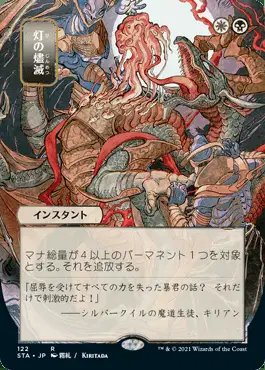 灯の燼滅
インスタント
マナ総量が4以上のパーマネント1つを対象
とする。それを追放する。
「屈辱を受けてすべての力を失った暴君の話? それだけ
で刺激的だよ!」
――シルバークイルの魔道生徒、キリアン
122 R
STA・JP KIRITADA
™ & © 2021 Wizards of the Coast